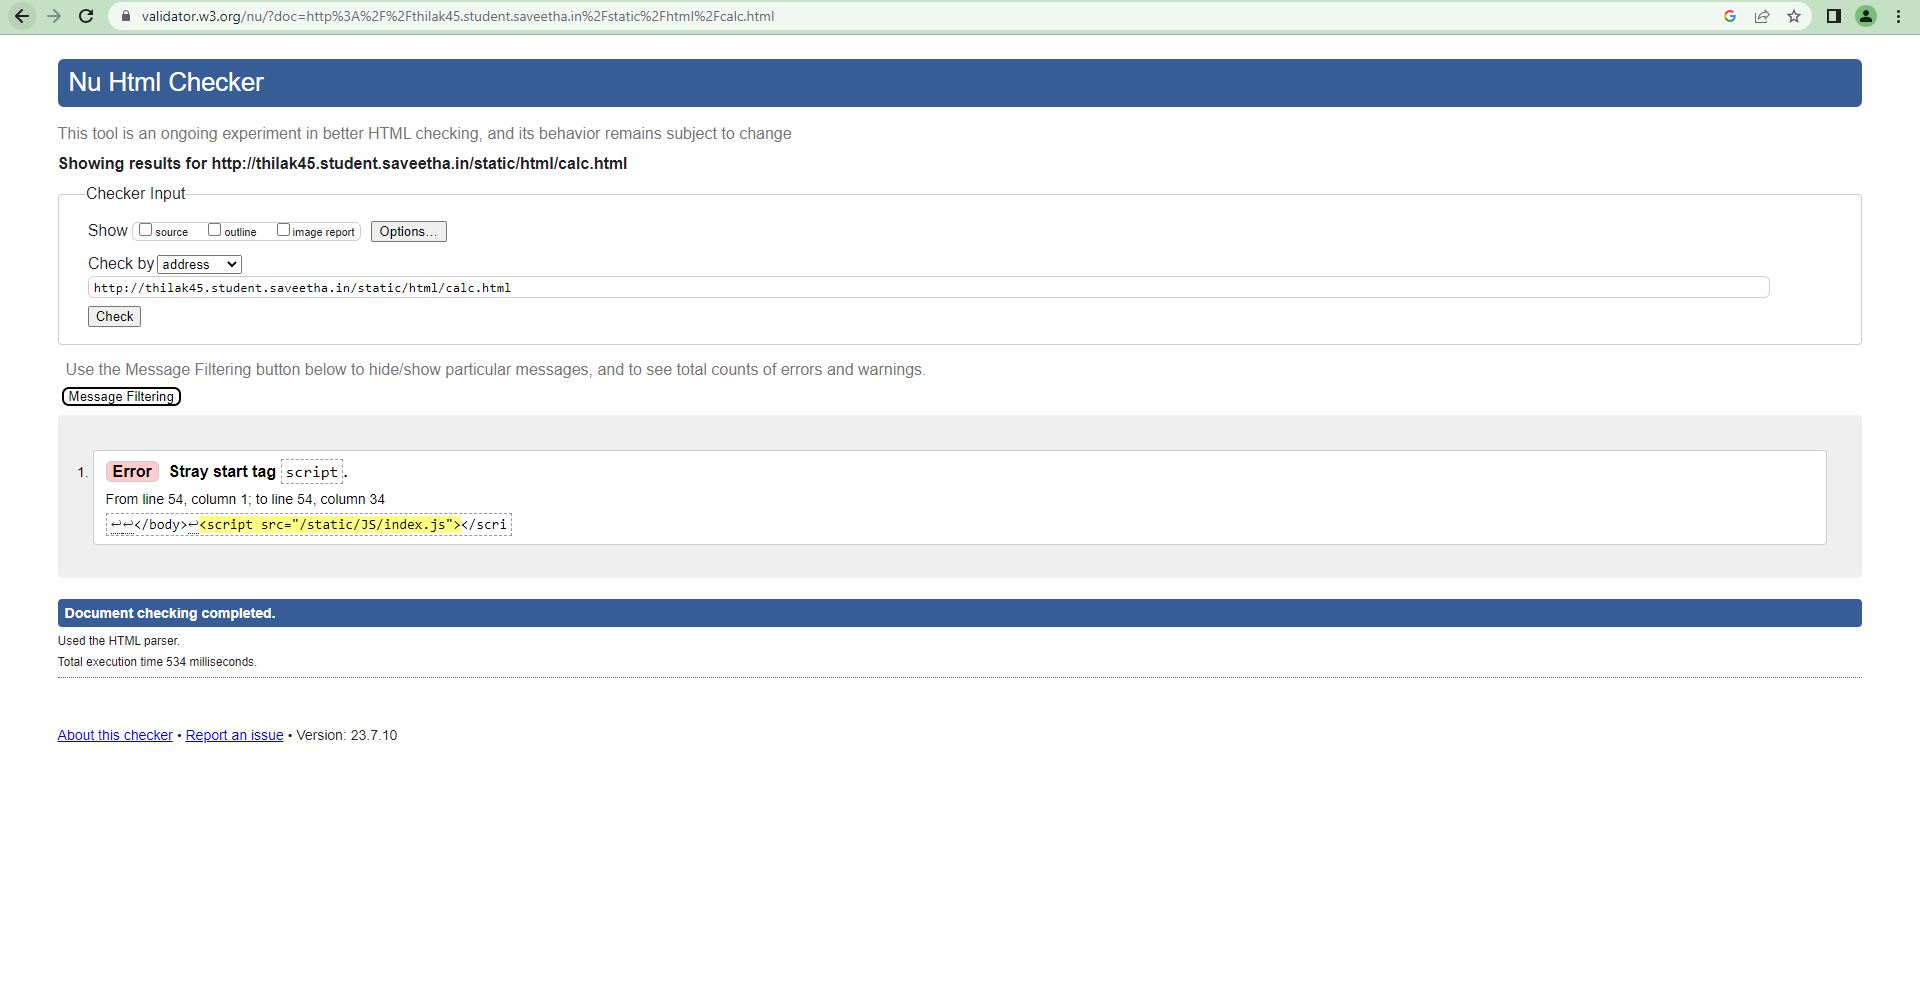 validator.w3.org/nu/?doc=http%3A%2F%2Fthilak45.student.saveetha.in%2Fstatic%2Fhtml%2Fcalc.html
Nu Html Checker
This tool is an ongoing experiment in better HTML checking, and its behavior remains subject to change
Showing results for http://thilak45.student.saveetha.in/static/html/calc.html
Checker Input
Show source outline image report Options...
Check by address
http://thilak45.student.saveetha.in/static/html/calc.html
Check
Use the Message Filtering button below to hide/show particular messages, and to see total counts of errors and warnings.
Message Filtering
1. Error Stray start tag script.
From line 54, column 1; to line 54, column 34
↩↩</body>↩<script src="/static/JS/index.js"></scri
Document checking completed.
Used the HTML parser.
Total execution time 534 milliseconds.
About this checker • Report an issue • Version: 23.7.10